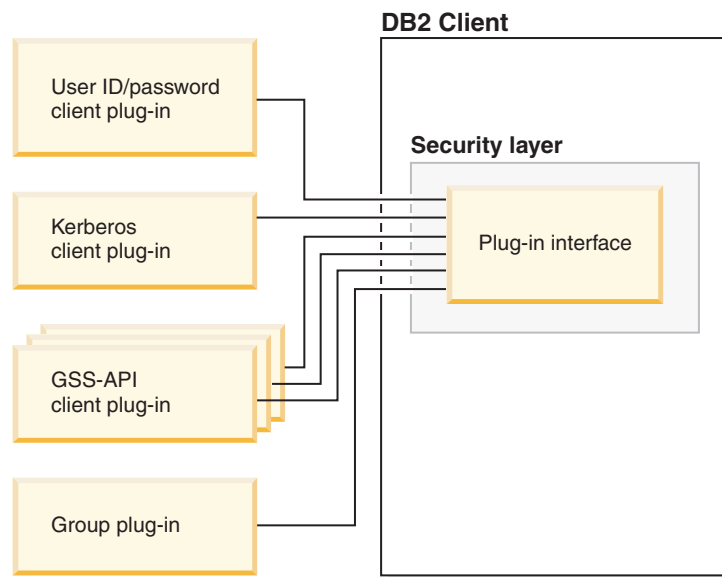 DB2 Client
User ID/password
client plug-in
Security layer
Kerberos
client plug-in
Plug-in interface
GSS-API
client plug-in
Group plug-in